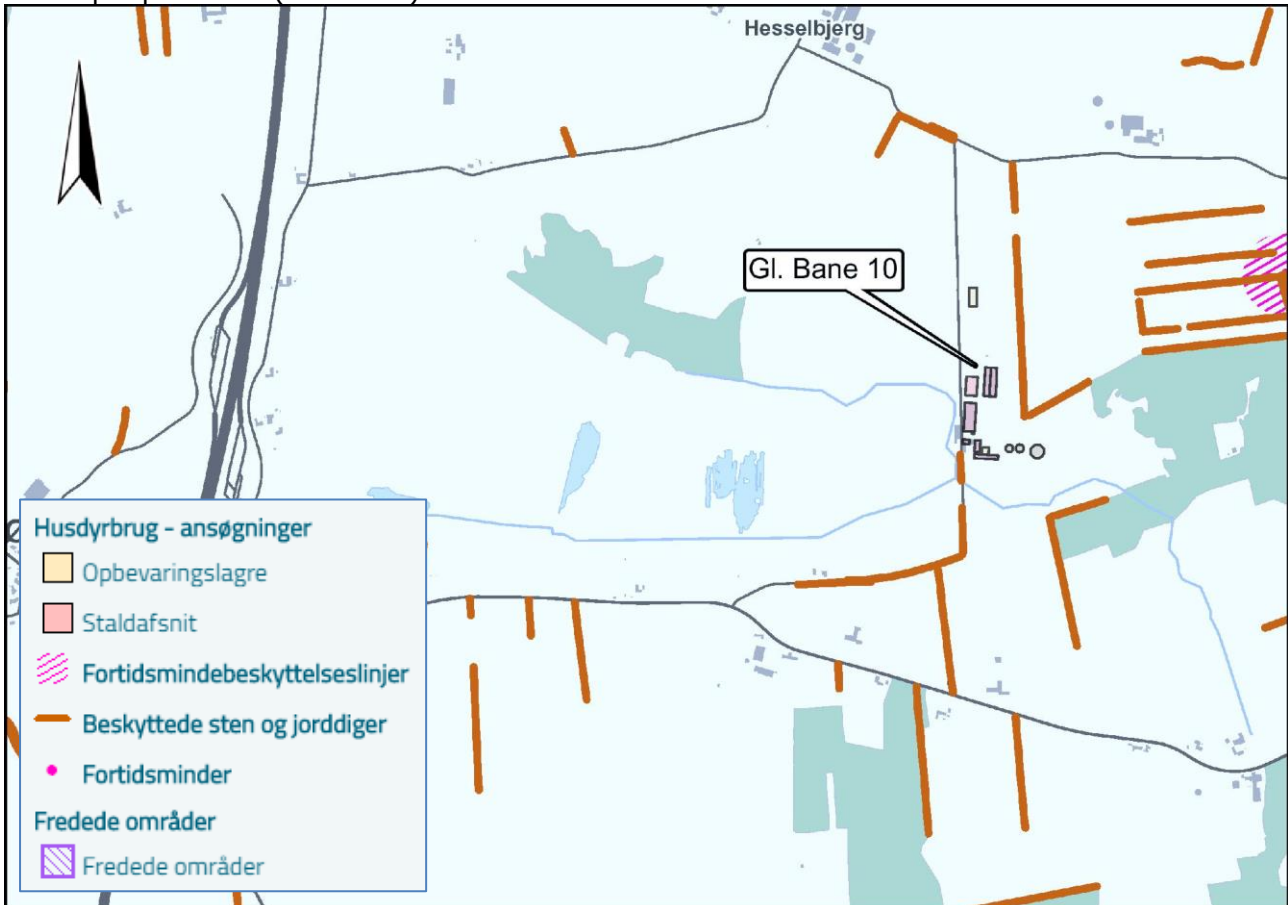 Hesselbjerg
Gl. Bane 10
Husdyrbrug - ansøgninger
Opbevaringslagre
Staldafsnit
Fortidsmindebeskyttelseslinjer
Beskyttede sten og jorddiger
Fortidsminder
Fredede områder
Fredede områder